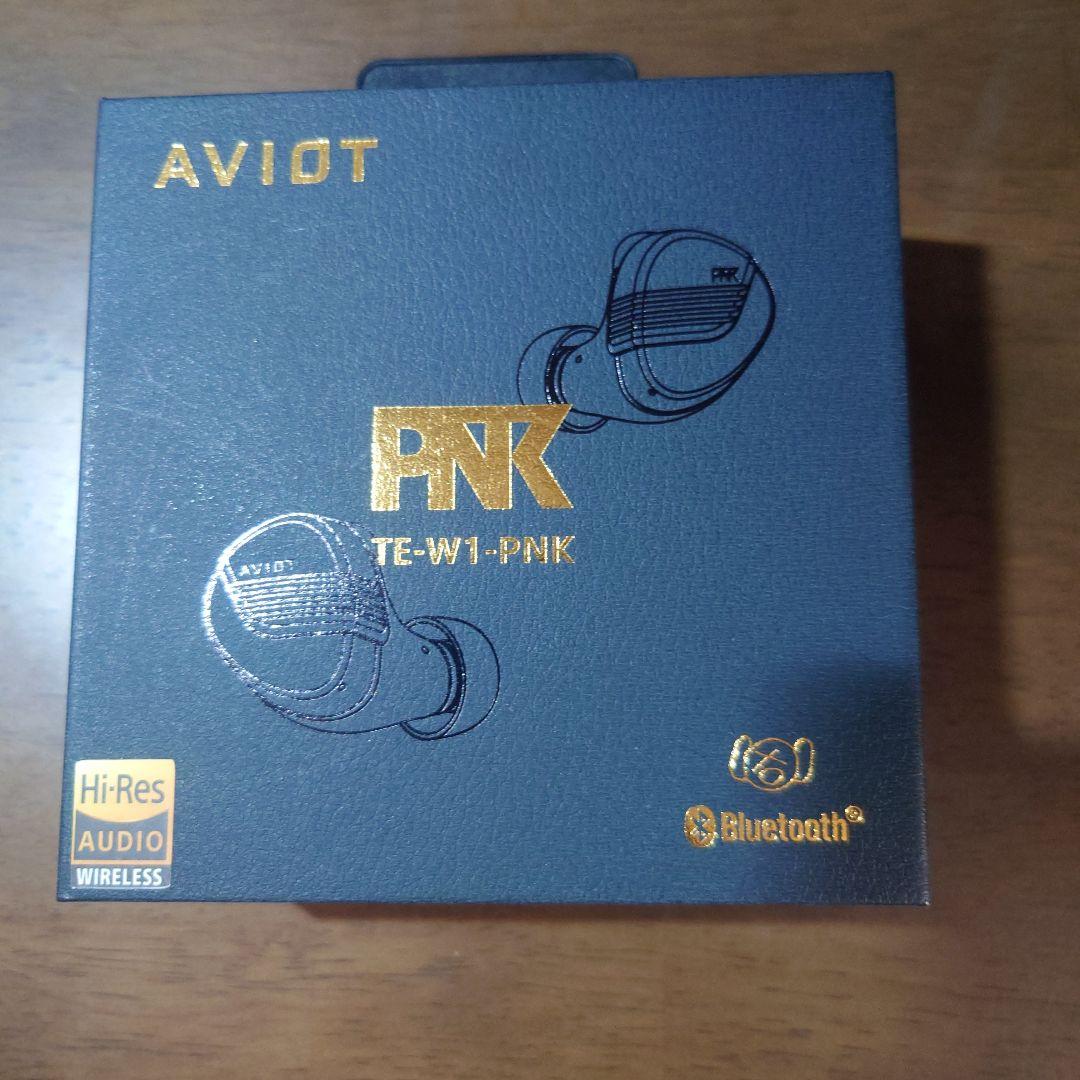 AVIOT
PNK
PNK
TE-W1-PNK
AVIOT
Hi-Res
AUDIO
WIRELESS
Bluetooth®